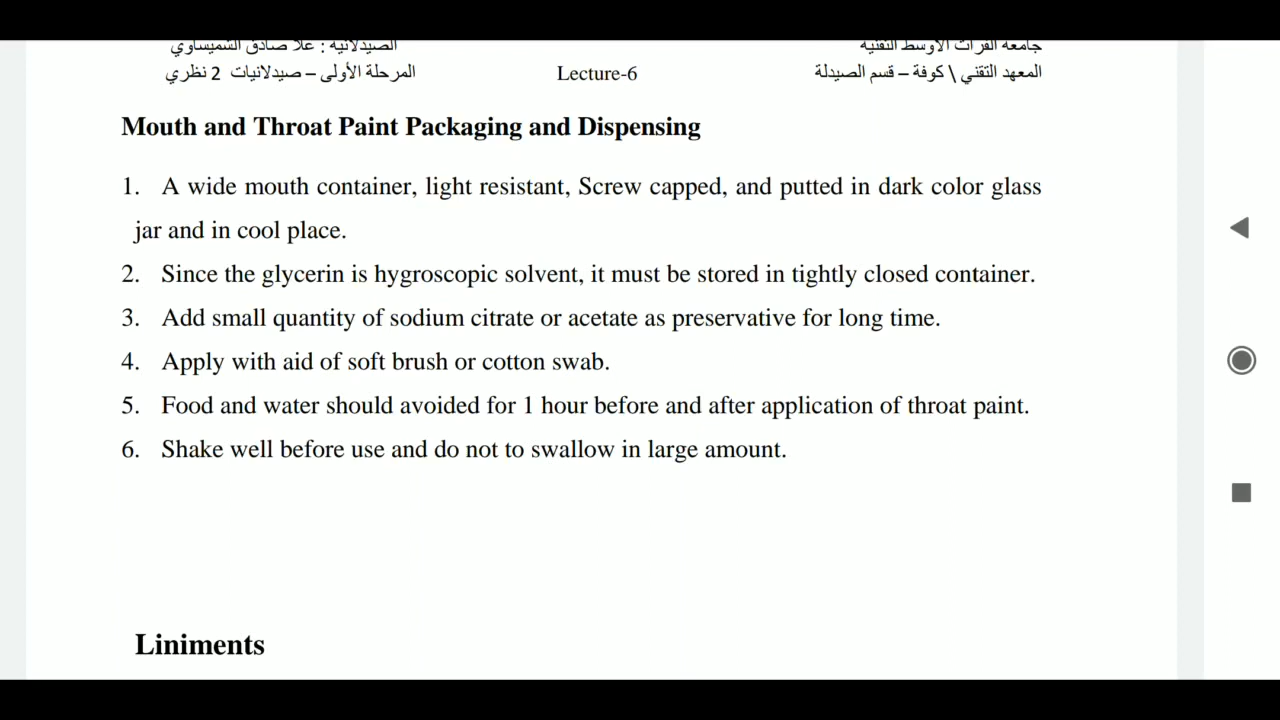 جامعة الفرات الأوسط التقنية
الصيدلانية : علا صادق الشميساوي
المعهد التقني \ كوفة – قسم الصيدلة
Lecture-6
المرحلة الأولى – صيدلانيات 2 نظري
Mouth and Throat Paint Packaging and Dispensing
1. A wide mouth container, light resistant, Screw capped, and putted in dark color glass
jar and in cool place.
2. Since the glycerin is hygroscopic solvent, it must be stored in tightly closed container.
3. Add small quantity of sodium citrate or acetate as preservative for long time.
4. Apply with aid of soft brush or cotton swab.
5. Food and water should avoided for 1 hour before and after application of throat paint.
6. Shake well before use and do not to swallow in large amount.
Liniments